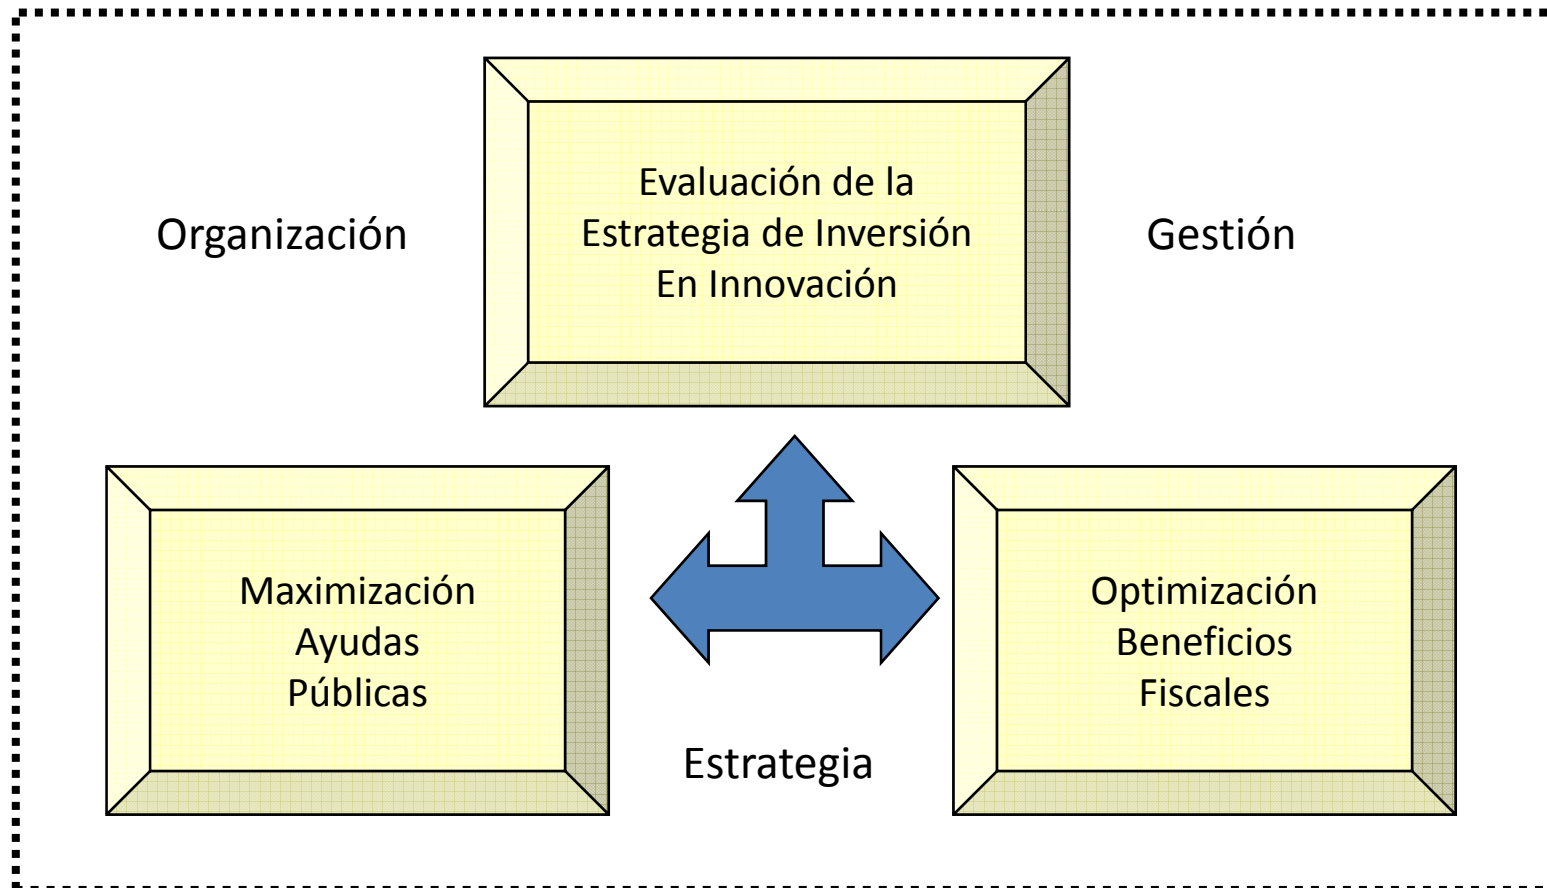 Evaluación de la
Estrategia de Inversión
En Innovación
Organización
Gestión
Maximización
Ayudas
Públicas
Optimización
Beneficios
Fiscales
Estrategia